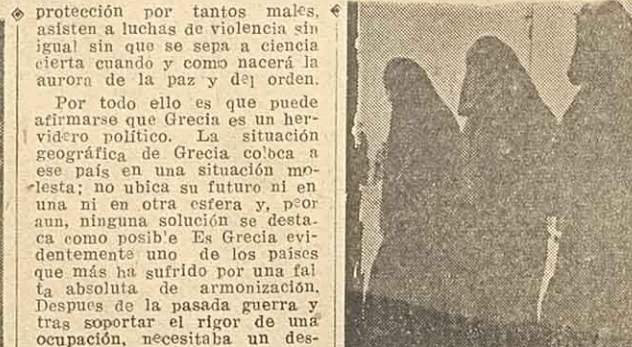 protección por tantos males,
asisten a luchas de violencia sin
igual sin que se sepa a ciencia
cierta cuando y como nacerá la
aurora de la paz y del orden.
Por todo ello es que puede
afirmarse que Grecia es un her-
videro político. La situación
geográfica de Grecia coloca a
ese país en una situación mo-
lesta; no ubica su futuro ni en
una ni en otra esfera y, peor
aun, ninguna solución se desta-
ca como posible Es Grecia evi-
dentemente uno de los países
que más ha sufrido por una fal
ta absoluta de armonización.
Despues de la pasada guerra y
tras soportar el rigor de una
ocupación, necesitaba un des-